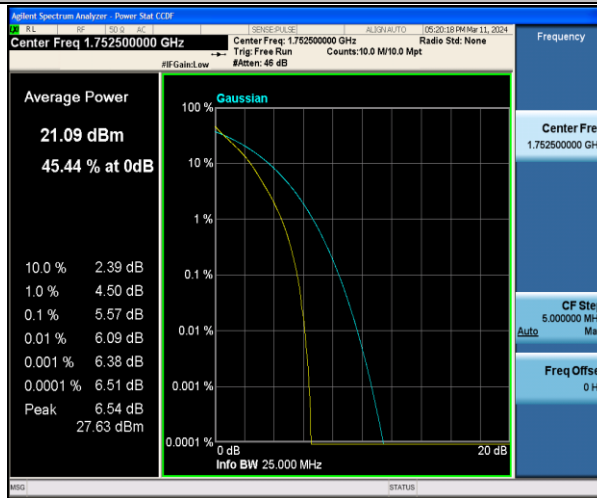 Agilent Spectrum Analyzer - Power Stat CCDF
RL RF 50 Ω AC SENSE:PULSE ALIGN AUTO 05:20:18 PM Mar 11, 2024
Center Freq 1.752500000 GHz
Center Freq: 1.752500000 GHz Radio Std: None
Trig: Free Run Counts:10.0 M/10.0 Mpt
#IFGain:Low #Atten: 46 dB
Frequency
Average Power
21.09 dBm
45.44 % at 0dB
10.0 % 2.39 dB
1.0 % 4.50 dB
0.1 % 5.57 dB
0.01 % 6.09 dB
0.001 % 6.38 dB
0.0001 % 6.51 dB
Peak 6.54 dB
27.63 dBm
Gaussian
100 %
10 %
1 %
0.1 %
0.01 %
0.001 %
0.0001 %
0 dB 20 dB
Info BW 25.000 MHz
Center Fre
1.752500000 GH
CF Ste
5.000000 MH
Auto Ma
Freq Offse
0 H
MSG STATUS